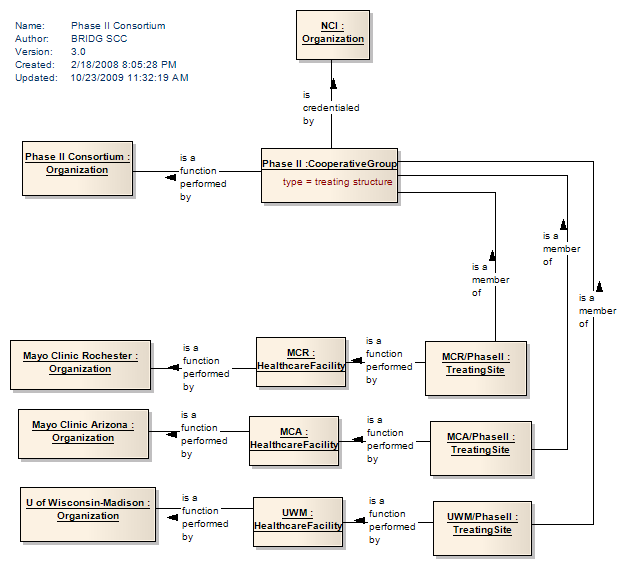 Name: Phase II Consortium
Author: BRIDG SCC
Version: 3.0
Created: 2/18/2008 8:05:28 PM
Updated: 10/23/2009 11:32:19 AM
NCI :
Organization
is
credentialed
by
Phase II Consortium :
Organization
is a
function
performed
by
Phase II :CooperativeGroup
type = treating structure
is a
member
of
is a
member
of
is a
member
of
Mayo Clinic Rochester :
Organization
is a
function
performed
by
MCR :
HealthcareFacility
is a
function
performed
by
MCR/PhaseII :
TreatingSite
Mayo Clinic Arizona :
Organization
is a
function
performed
by
MCA :
HealthcareFacility
is a
function
performed
by
MCA/PhaseII :
TreatingSite
U of Wisconsin-Madison :
Organization
is a
function
performed
by
UWM :
HealthcareFacility
is a
function
performed
by
UWM/PhaseII :
TreatingSite